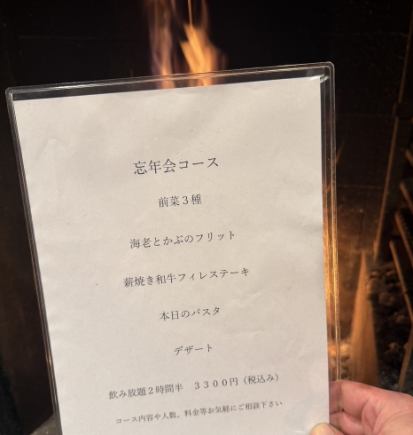 忘年会コース
前菜３種
海老とかぶのフリット
薪焼き和牛フィレステーキ
本日のパスタ
デザート
飲み放題２時間半　３３００円（税込み）
コース内容や人数、料金等お気軽にご相談下さい